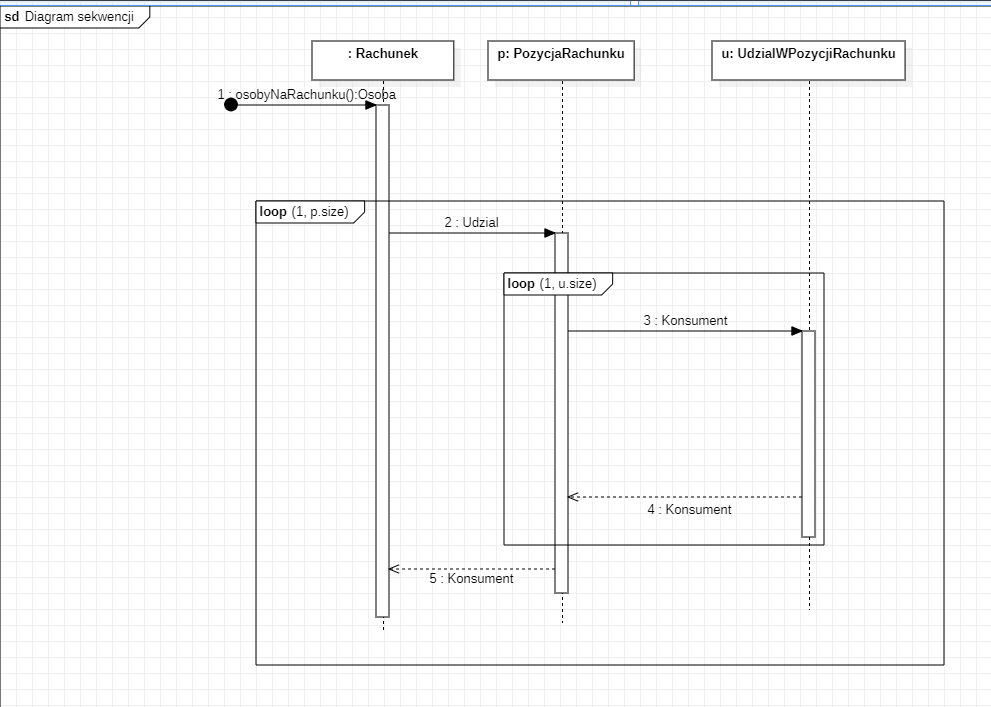 sd Diagram sekwencji
: Rachunek
p: PozycjaRachunku
u: UdzialWPozycjiRachunku
1 : osobyNaRachunku():Osoba
loop (1, p.size)
2 : Udzial
loop (1, u.size)
3 : Konsument
4 : Konsument
5 : Konsument